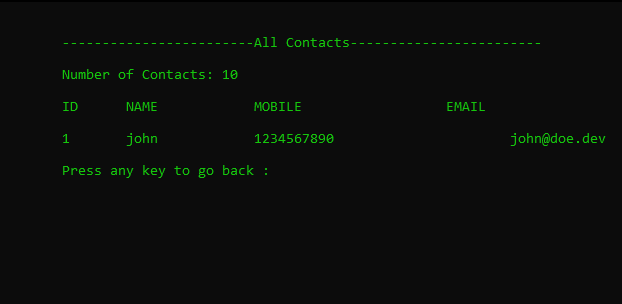 ------------------------All Contacts------------------------
Number of Contacts: 10
ID NAME MOBILE EMAIL
1 john 1234567890 john@doe.dev
Press any key to go back :